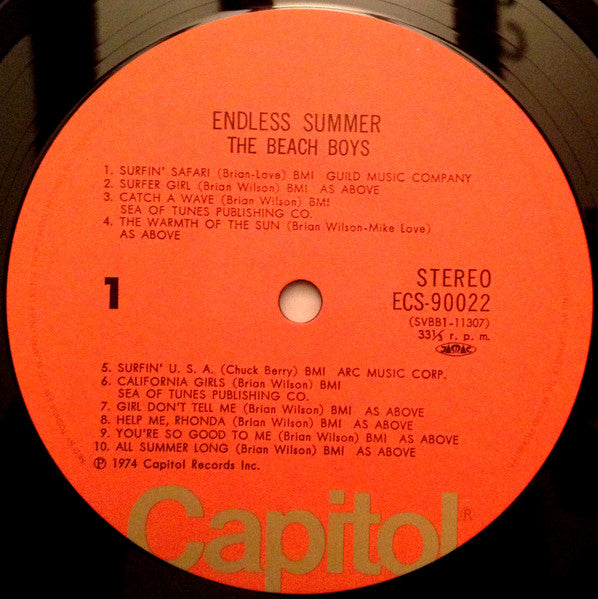 ENDLESS SUMMER
THE BEACH BOYS
1. SURFIN' SAFARI (Brian-Love) BMI GUILD MUSIC COMPANY
2. SURFER GIRL (Brian Wilson) BMI AS ABOVE
3. CATCH A WAVE (Brian Wilson) BMI
SEA OF TUNES PUBLISHING CO.
4. THE WARMTH OF THE SUN (Brian Wilson-Mike Love)
AS ABOVE
1
STEREO
ECS-90022
(SVBB1-11307)
33⅓ r. p. m.
JASRAC
5. SURFIN' U. S. A. (Chuck Berry) BMI ARC MUSIC CORP.
6. CALIFORNIA GIRLS (Brian Wilson) BMI
SEA OF TUNES PUBLISHING CO.
7. GIRL DON'T TELL ME (Brian Wilson) BMI AS ABOVE
8. HELP ME, RHONDA (Brian Wilson) BMI AS ABOVE
9. YOU'RE SO GOOD TO ME (Brian Wilson) BMI AS ABOVE
10. ALL SUMMER LONG (Brian Wilson) BMI AS ABOVE
℗ 1974 Capitol Records Inc.
Capitol®